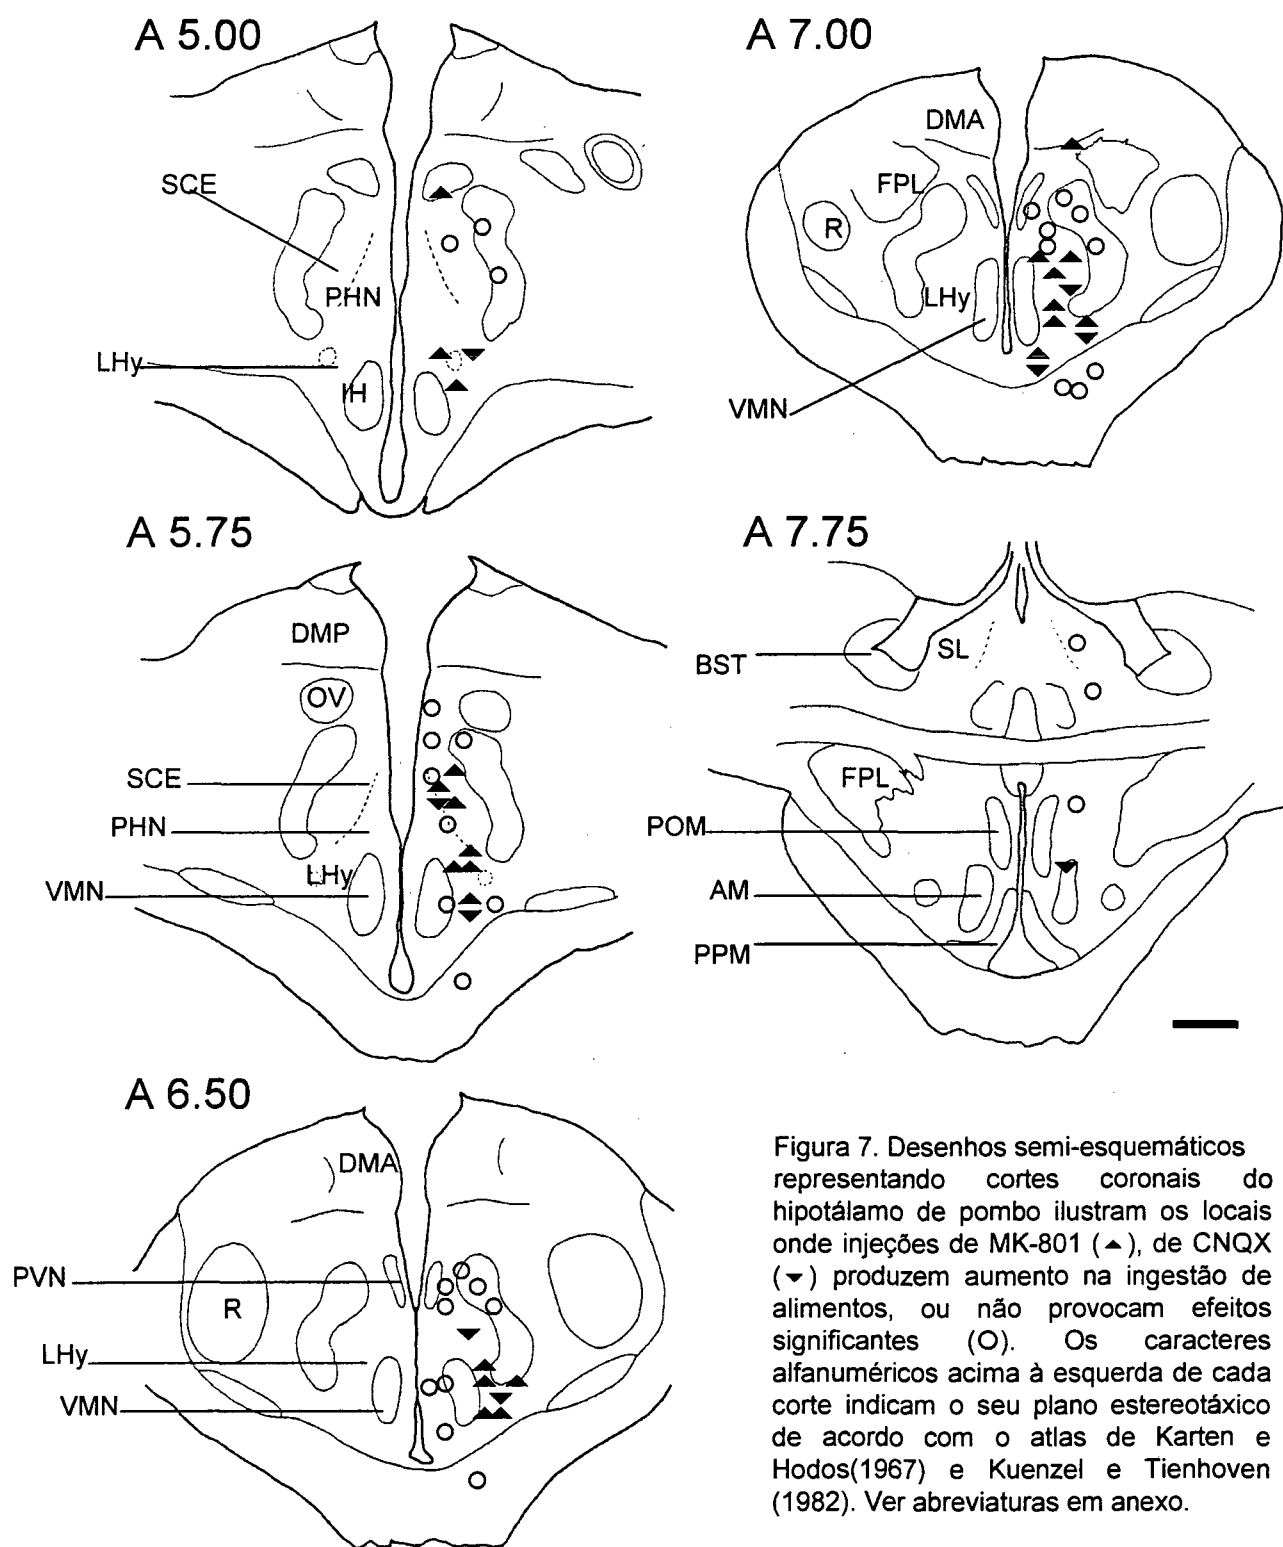 A 5.00
SCE
PHN
LHy
IH
A 7.00
DMA
FPL
R
LHy
VMN
A 5.75
DMP
OV
SCE
PHN
LHy
VMN
A 7.75
BST
SL
FPL
POM
AM
PPM
A 6.50
DMA
PVN
R
LHy
VMN
Figura 7. Desenhos semi-esquemáticos
representando cortes coronais do
hipotálamo de pombo ilustram os locais
onde injeções de MK-801 (▲), de CNQX
(▼) produzem aumento na ingestão de
alimentos, ou não provocam efeitos
significantes (O). Os caracteres
alfanuméricos acima à esquerda de cada
corte indicam o seu plano estereotáxico
de acordo com o atlas de Karten e
Hodos(1967) e Kuenzel e Tienhoven
(1982). Ver abreviaturas em anexo.